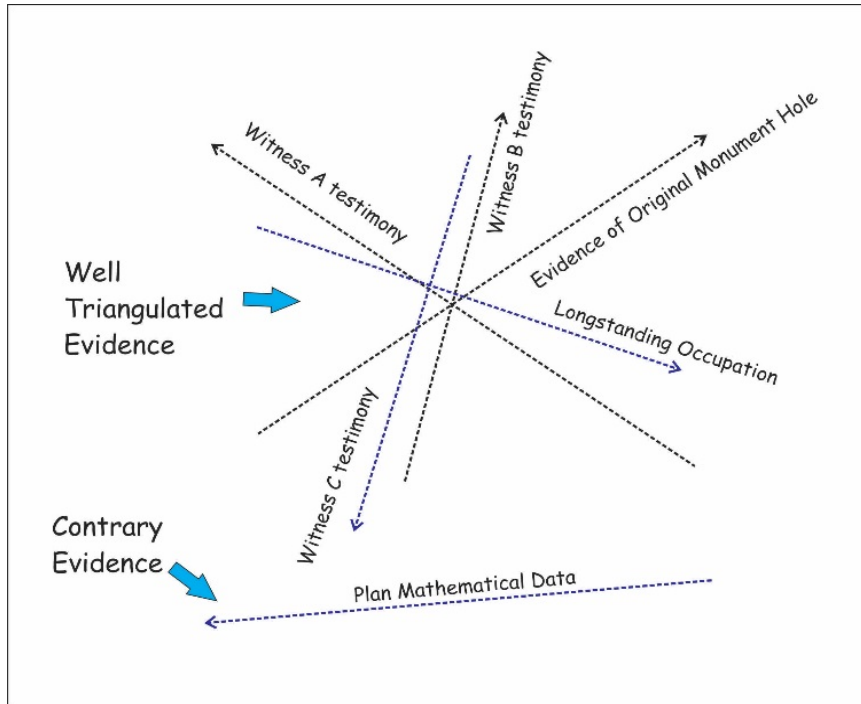 Witness A testimony
Witness B testimony
Evidence of Original Monument Hole
Well
Triangulated
Evidence
Longstanding Occupation
Witness C testimony
Contrary
Evidence
Plan Mathematical Data